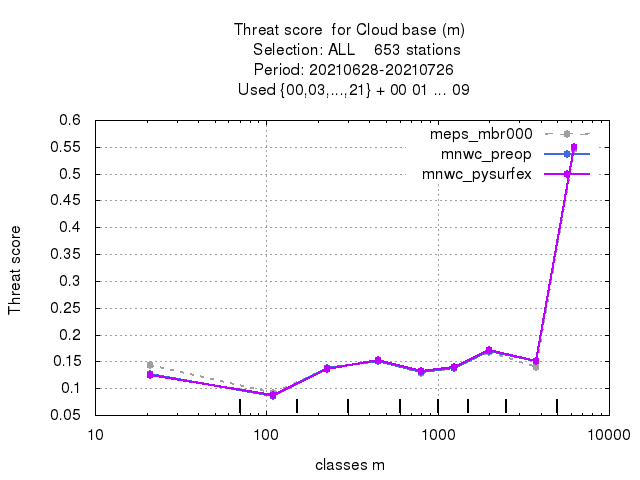 Threat score  for Cloud base (m)
Selection: ALL    653 stations
Period: 20210628-20210726
Used {00,03,...,21} + 00 01 ... 09
meps_mbr000
mnwc_preop
mnwc_pysurfex
Threat score
0.6
0.55
0.5
0.45
0.4
0.35
0.3
0.25
0.2
0.15
0.1
0.05
10 100 1000 10000
classes m